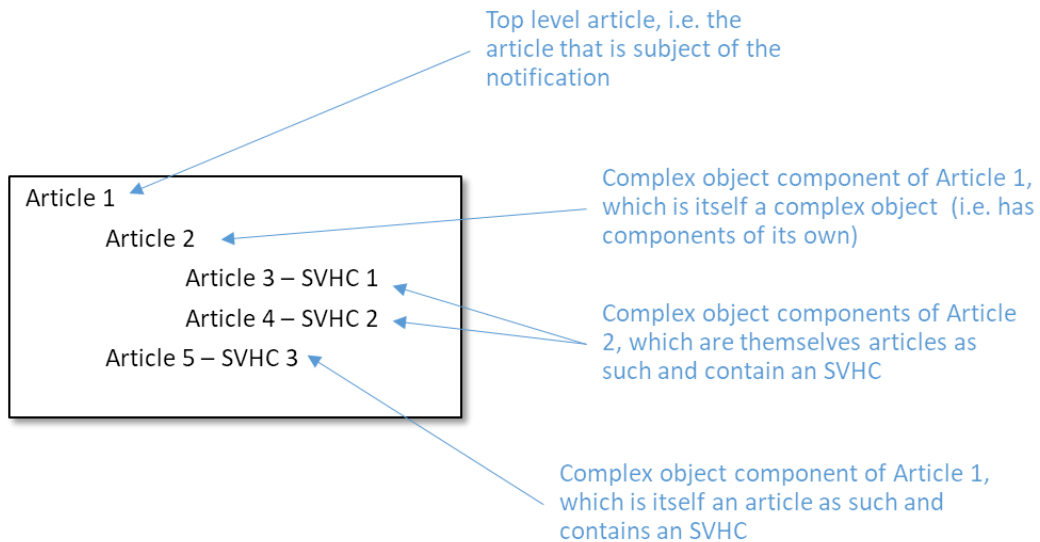 Top level article, i.e. the
article that is subject of the
notification
Article 1
Article 2
Article 3 – SVHC 1
Article 4 – SVHC 2
Article 5 – SVHC 3
Complex object component of Article 1,
which is itself a complex object  (i.e. has
components of its own)
Complex object components of Article
2, which are themselves articles as
such and contain an SVHC
Complex object component of Article 1,
which is itself an article as such and
contains an SVHC